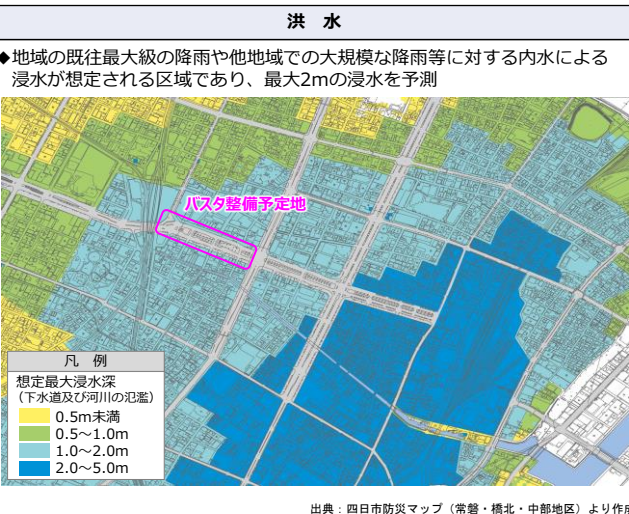 洪 水
◆地域の既往最大級の降雨や他地域での大規模な降雨等に対する内水による
浸水が想定される区域であり、最大2mの浸水を予測
バスタ整備予定地
凡 例
想定最大浸水深
(下水道及び河川の氾濫)
0.5m未満
0.5～1.0m
1.0～2.0m
2.0～5.0m
出典：四日市防災マップ（常磐・橋北・中部地区）より作成